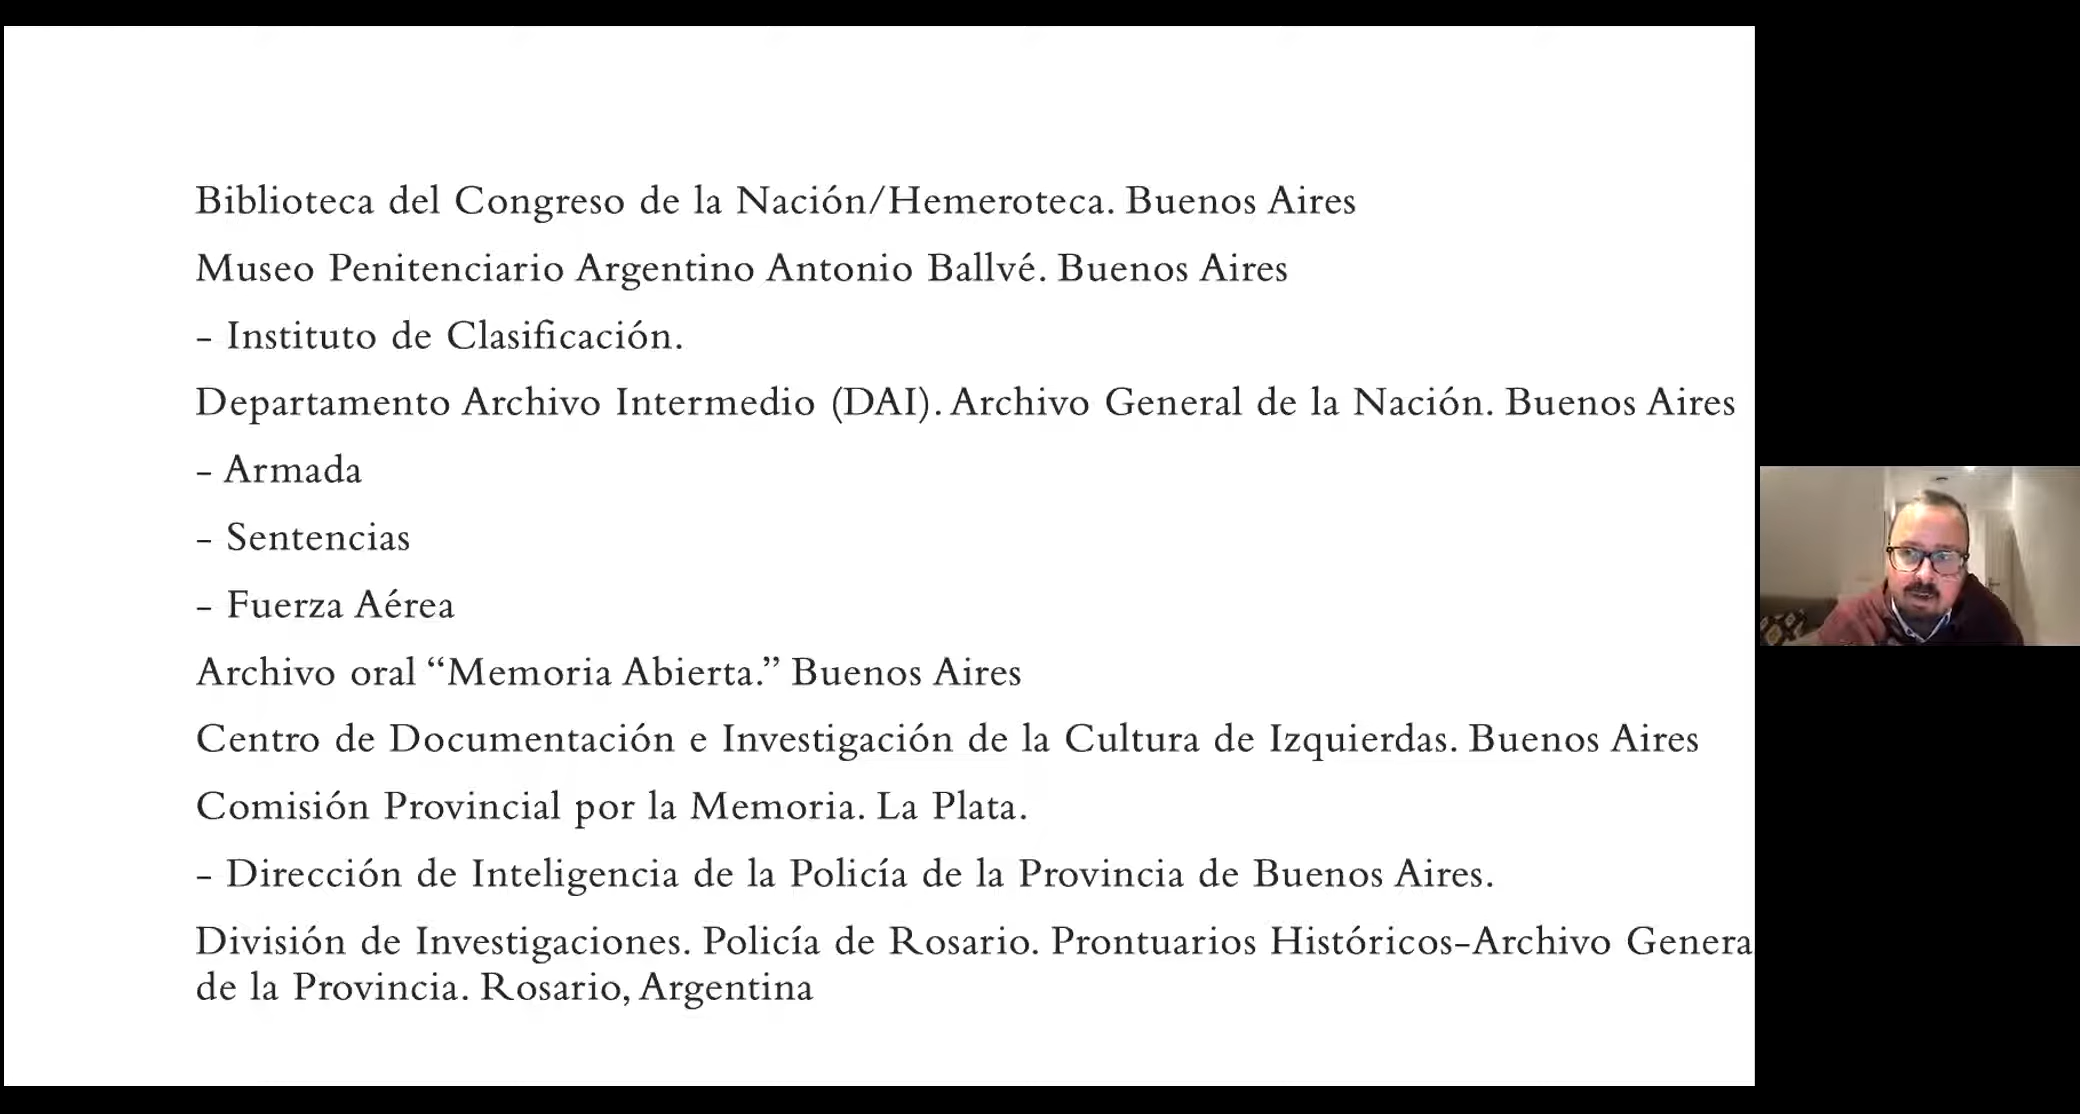 Biblioteca del Congreso de la Nación/Hemeroteca. Buenos Aires
Museo Penitenciario Argentino Antonio Ballvé. Buenos Aires
- Instituto de Clasificación.
Departamento Archivo Intermedio (DAI). Archivo General de la Nación. Buenos Aires
- Armada
- Sentencias
- Fuerza Aérea
Archivo oral “Memoria Abierta.” Buenos Aires
Centro de Documentación e Investigación de la Cultura de Izquierdas. Buenos Aires
Comisión Provincial por la Memoria. La Plata.
- Dirección de Inteligencia de la Policía de la Provincia de Buenos Aires.
División de Investigaciones. Policía de Rosario. Prontuarios Históricos-Archivo Genera
de la Provincia. Rosario, Argentina